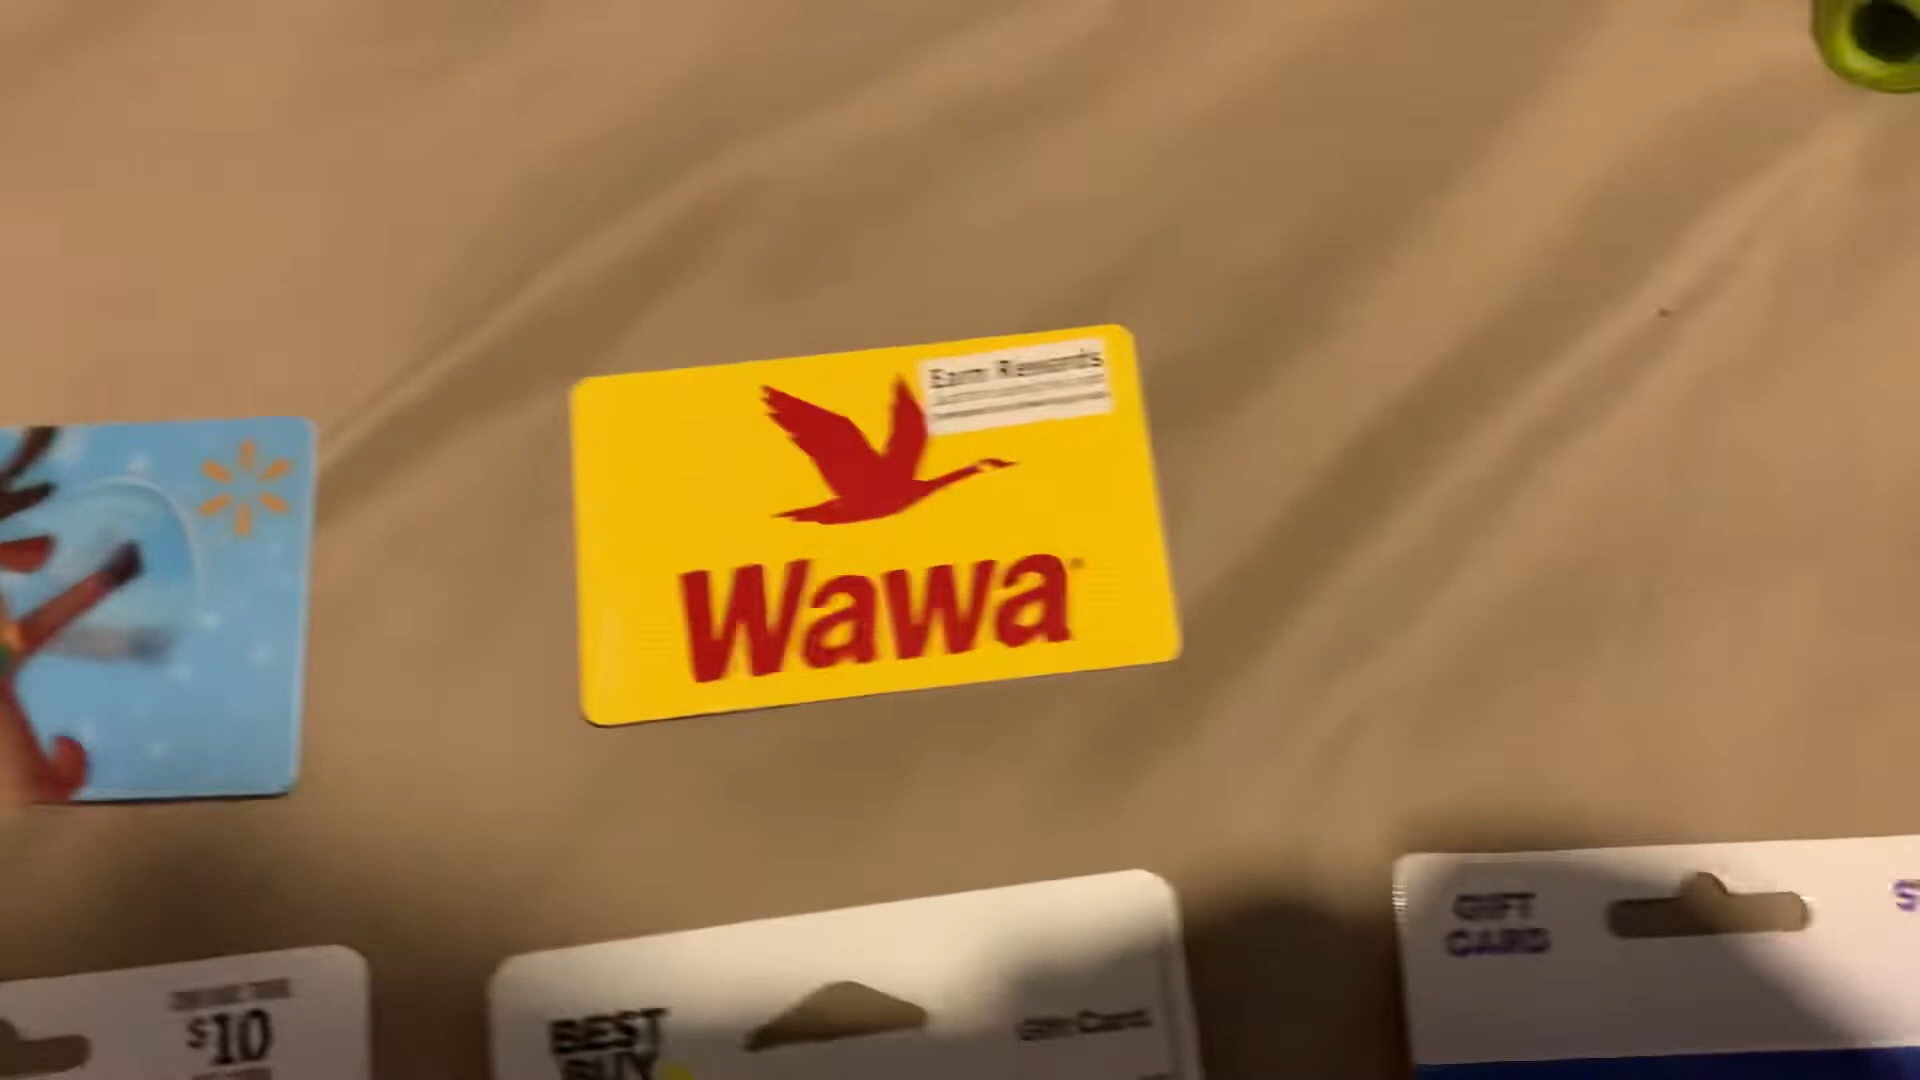 Earn Rewards
Wawa
$10
BEST
BUY
Gift Card
GIFT
CARD